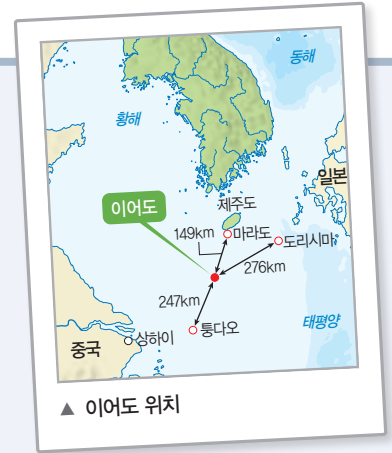 동해
황해
일본
제주도
이어도
149km
마라도
도리시마
276km
247km
태평양
상하이
퉁다오
중국
▲ 이어도 위치